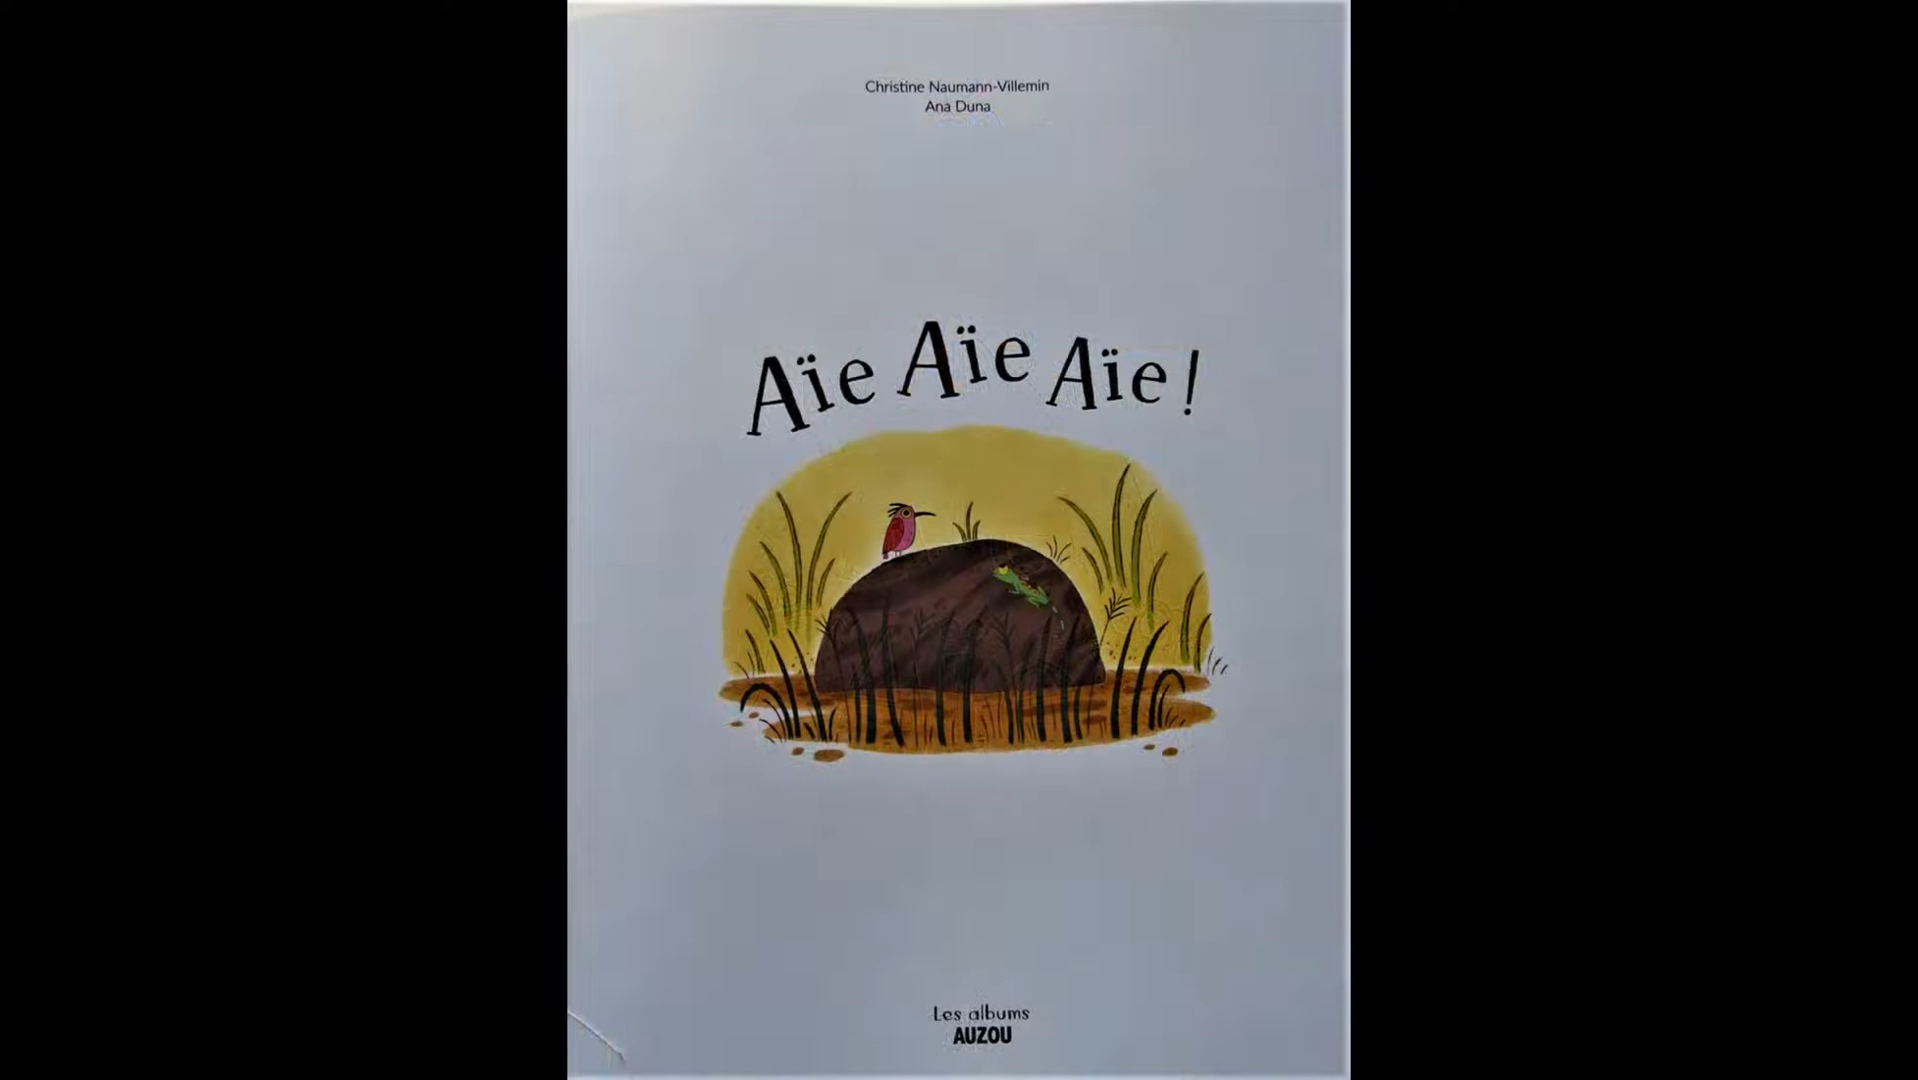 Christine Naumann-Villemin
Ana Duna
Aïe Aïe Aïe !
Les albums
AUZOU